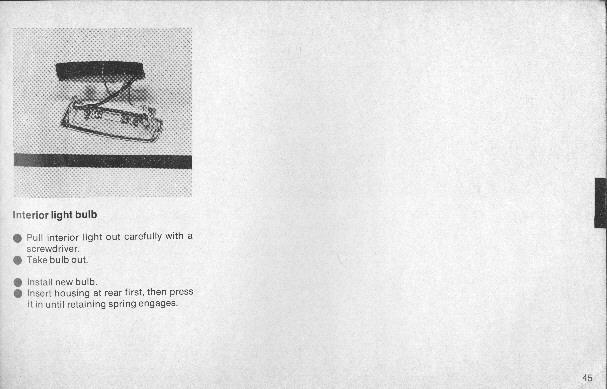 Interior light bulb
Pull interior light out carefully with a
screwdriver.
Take bulb out.
Install new bulb.
Insert housing at rear first, then press
it in until retaining spring engages.
45